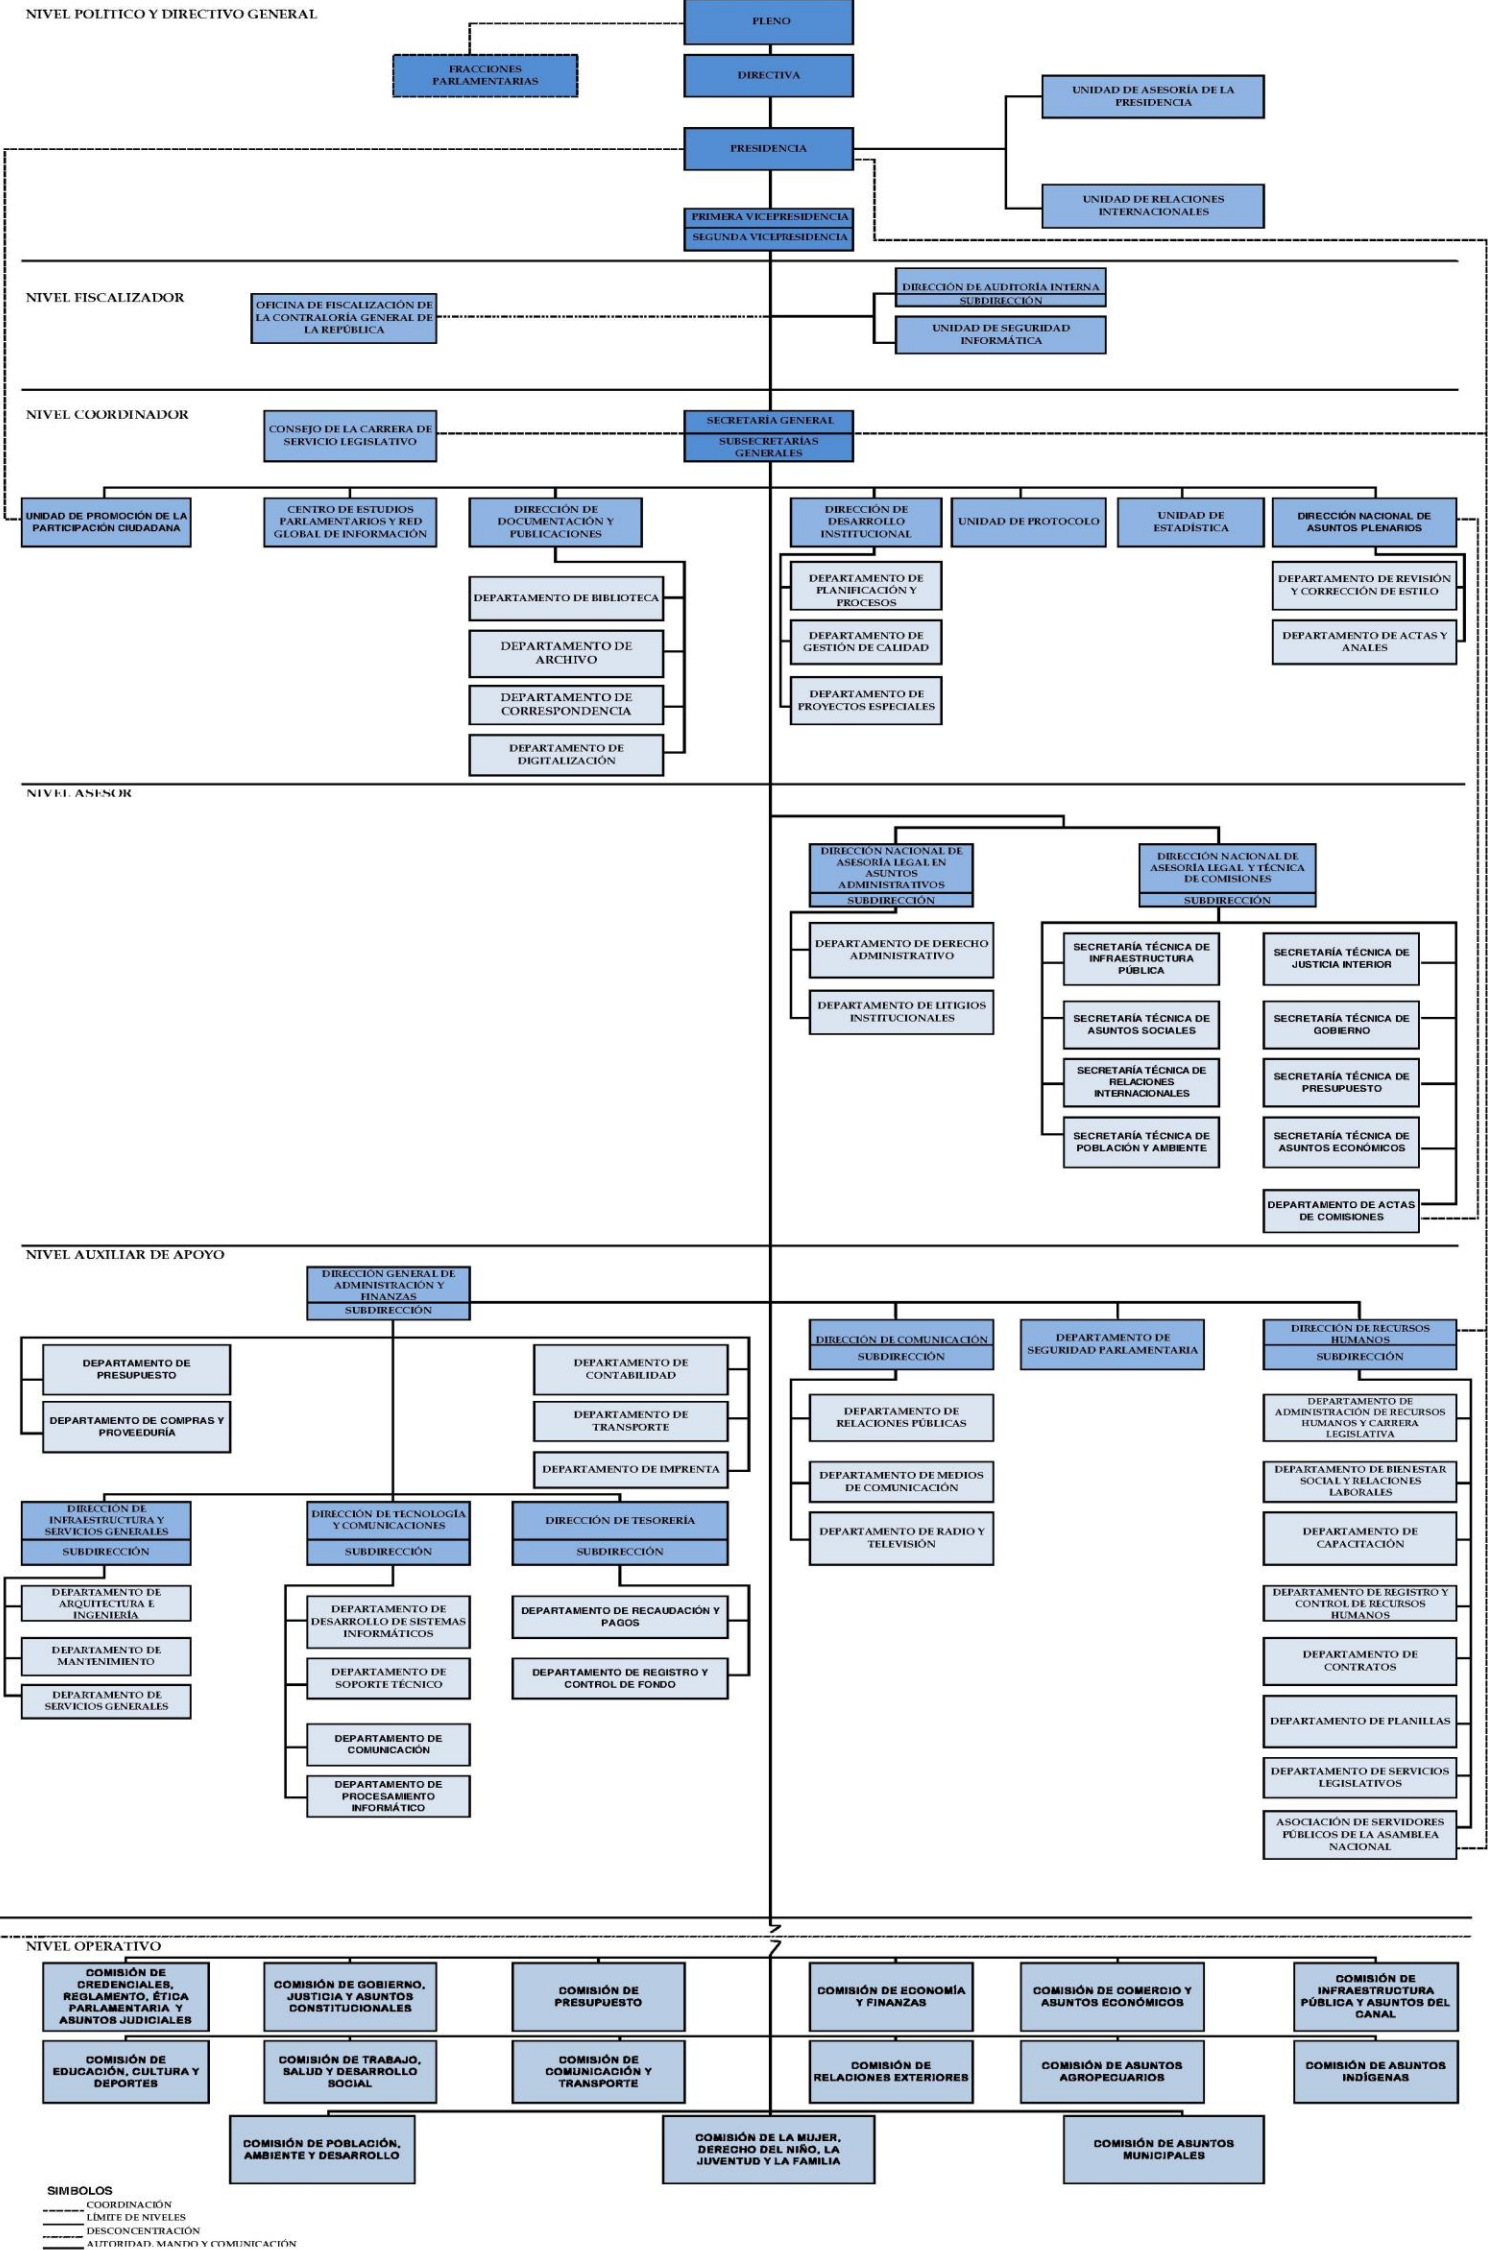 NIVEL POLITICO Y DIRECTIVO GENERAL
PLENO
FRACCIONES
PARLAMENTARIAS
DIRECTIVA
UNIDAD DE ASESORÍA DE LA
PRESIDENCIA
PRESIDENCIA
UNIDAD DE RELACIONES
INTERNACIONALES
PRIMERA VICEPRESIDENCIA
SEGUNDA VICEPRESIDENCIA
NIVEL FISCALIZADOR
OFICINA DE FISCALIZACIÓN DE
LA CONTRALORÍA GENERAL DE
LA REPÚBLICA
DIRECCIÓN DE AUDITORÍA INTERNA
SUBDIRECCIÓN
UNIDAD DE SEGURIDAD
INFORMÁTICA
NIVEL COORDINADOR
CONSEJO DE LA CARRERA DE
SERVICIO LEGISLATIVO
SECRETARÍA GENERAL
SUBSECRETARÍAS
GENERALES
UNIDAD DE PROMOCIÓN DE LA
PARTICIPACIÓN CIUDADANA
CENTRO DE ESTUDIOS
PARLAMENTARIOS Y RED
GLOBAL DE INFORMACIÓN
DIRECCIÓN DE
DOCUMENTACIÓN Y
PUBLICACIONES
DIRECCIÓN DE
DESARROLLO
INSTITUCIONAL
UNIDAD DE PROTOCOLO
UNIDAD DE
ESTADÍSTICA
DIRECCIÓN NACIONAL DE
ASUNTOS PLENARIOS
DEPARTAMENTO DE BIBLIOTECA
DEPARTAMENTO DE
ARCHIVO
DEPARTAMENTO DE
CORRESPONDENCIA
DEPARTAMENTO DE
DIGITALIZACIÓN
DEPARTAMENTO DE
PLANIFICACIÓN Y
PROCESOS
DEPARTAMENTO DE
GESTIÓN DE CALIDAD
DEPARTAMENTO DE
PROYECTOS ESPECIALES
DEPARTAMENTO DE REVISIÓN
Y CORRECCIÓN DE ESTILO
DEPARTAMENTO DE ACTAS Y
ANALES
NIVEL ASESOR
DIRECCIÓN NACIONAL DE
ASESORÍA LEGAL EN
ASUNTOS
ADMINISTRATIVOS
SUBDIRECCIÓN
DIRECCIÓN NACIONAL DE
ASESORÍA LEGAL Y TÉCNICA
DE COMISIONES
SUBDIRECCIÓN
DEPARTAMENTO DE DERECHO
ADMINISTRATIVO
DEPARTAMENTO DE LITIGIOS
INSTITUCIONALES
SECRETARÍA TÉCNICA DE
INFRAESTRUCTURA
PÚBLICA
SECRETARÍA TÉCNICA DE
ASUNTOS SOCIALES
SECRETARÍA TÉCNICA DE
RELACIONES
INTERNACIONALES
SECRETARÍA TÉCNICA DE
POBLACIÓN Y AMBIENTE
SECRETARÍA TÉCNICA DE
JUSTICIA INTERIOR
SECRETARÍA TÉCNICA DE
GOBIERNO
SECRETARÍA TÉCNICA DE
PRESUPUESTO
SECRETARÍA TÉCNICA DE
ASUNTOS ECONÓMICOS
DEPARTAMENTO DE ACTAS
DE COMISIONES
NIVEL AUXILIAR DE APOYO
DIRECCIÓN GENERAL DE
ADMINISTRACIÓN Y
FINANZAS
SUBDIRECCIÓN
DEPARTAMENTO DE
PRESUPUESTO
DEPARTAMENTO DE COMPRAS Y
PROVEEDURÍA
DEPARTAMENTO DE
CONTABILIDAD
DEPARTAMENTO DE
TRANSPORTE
DEPARTAMENTO DE IMPRENTA
DIRECCIÓN DE COMUNICACIÓN
SUBDIRECCIÓN
DEPARTAMENTO DE
SEGURIDAD PARLAMENTARIA
DIRECCIÓN DE RECURSOS
HUMANOS
SUBDIRECCIÓN
DEPARTAMENTO DE
RELACIONES PÚBLICAS
DEPARTAMENTO DE MEDIOS
DE COMUNICACIÓN
DEPARTAMENTO DE RADIO Y
TELEVISIÓN
DEPARTAMENTO DE
ADMINISTRACIÓN DE RECURSOS
HUMANOS Y CARRERA
LEGISLATIVA
DEPARTAMENTO DE BIENESTAR
SOCIAL Y RELACIONES
LABORALES
DEPARTAMENTO DE
CAPACITACIÓN
DEPARTAMENTO DE REGISTRO Y
CONTROL DE RECURSOS
HUMANOS
DEPARTAMENTO DE
CONTRATOS
DEPARTAMENTO DE PLANILLAS
DEPARTAMENTO DE SERVICIOS
LEGISLATIVOS
ASOCIACIÓN DE SERVIDORES
PÚBLICOS DE LA ASAMBLEA
NACIONAL
DIRECCIÓN DE
INFRAESTRUCTURA Y
SERVICIOS GENERALES
SUBDIRECCIÓN
DIRECCIÓN DE TECNOLOGÍA
Y COMUNICACIONES
SUBDIRECCIÓN
DIRECCIÓN DE TESORERÍA
SUBDIRECCIÓN
DEPARTAMENTO DE
ARQUITECTURA E
INGENIERÍA
DEPARTAMENTO DE
MANTENIMIENTO
DEPARTAMENTO DE
SERVICIOS GENERALES
DEPARTAMENTO DE
DESARROLLO DE SISTEMAS
INFORMÁTICOS
DEPARTAMENTO DE
SOPORTE TÉCNICO
DEPARTAMENTO DE
COMUNICACIÓN
DEPARTAMENTO DE
PROCESAMIENTO
INFORMÁTICO
DEPARTAMENTO DE RECAUDACIÓN Y
PAGOS
DEPARTAMENTO DE REGISTRO Y
CONTROL DE FONDO
NIVEL OPERATIVO
COMISIÓN DE
CREDENCIALES,
REGLAMENTO, ÉTICA
PARLAMENTARIA Y
ASUNTOS JUDICIALES
COMISIÓN DE GOBIERNO,
JUSTICIA Y ASUNTOS
CONSTITUCIONALES
COMISIÓN DE
PRESUPUESTO
COMISIÓN DE ECONOMÍA
Y FINANZAS
COMISIÓN DE COMERCIO Y
ASUNTOS ECONÓMICOS
COMISIÓN DE
INFRAESTRUCTURA
PÚBLICA Y ASUNTOS DEL
CANAL
COMISIÓN DE
EDUCACIÓN, CULTURA Y
DEPORTES
COMISIÓN DE TRABAJO,
SALUD Y DESARROLLO
SOCIAL
COMISIÓN DE
COMUNICACIÓN Y
TRANSPORTE
COMISIÓN DE
RELACIONES EXTERIORES
COMISIÓN DE ASUNTOS
AGROPECUARIOS
COMISIÓN DE ASUNTOS
INDÍGENAS
COMISIÓN DE POBLACIÓN,
AMBIENTE Y DESARROLLO
COMISIÓN DE LA MUJER,
DERECHO DEL NIÑO, LA
JUVENTUD Y LA FAMILIA
COMISIÓN DE ASUNTOS
MUNICIPALES
SIMBOLOS
COORDINACIÓN
LÍMITE DE NIVELES
DESCONCENTRACIÓN
AUTORIDAD, MANDO Y COMUNICACIÓN